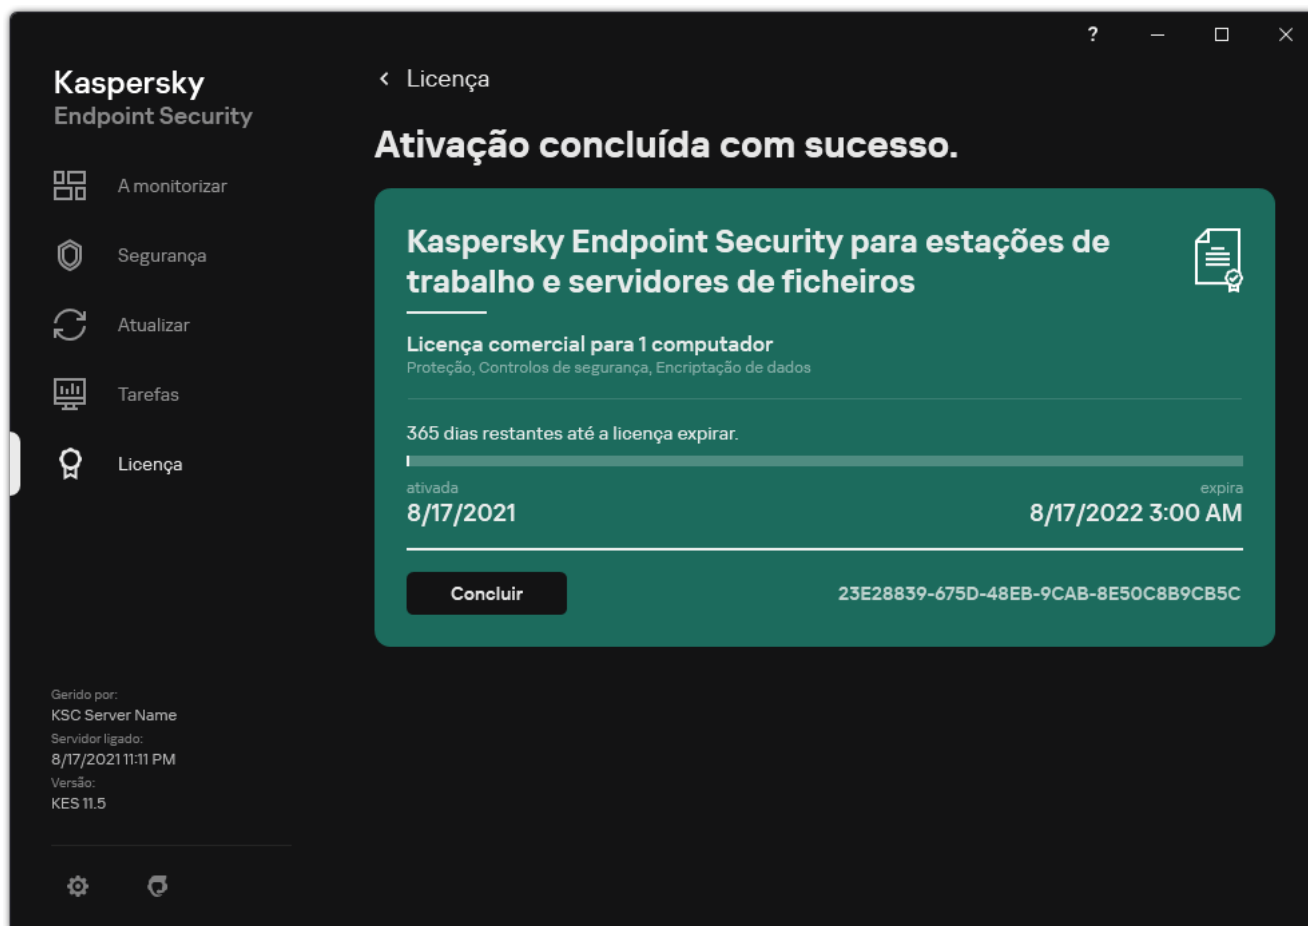 ?
Kaspersky
Endpoint Security
A monitorizar
Segurança
Atualizar
Tarefas
Licença
Gerido por:
KSC Server Name
Servidor ligado:
8/17/2021 11:11 PM
Versão:
KES 11.5
Licença
Ativação concluída com sucesso.
Kaspersky Endpoint Security para estações de
trabalho e servidores de ficheiros
Licença comercial para 1 computador
Proteção, Controlos de segurança, Encriptação de dados
365 dias restantes até a licença expirar.
ativada expira
8/17/2021 8/17/2022 3:00 AM
Concluir 23E28839-675D-48EB-9CAB-8E50C8B9CB5C